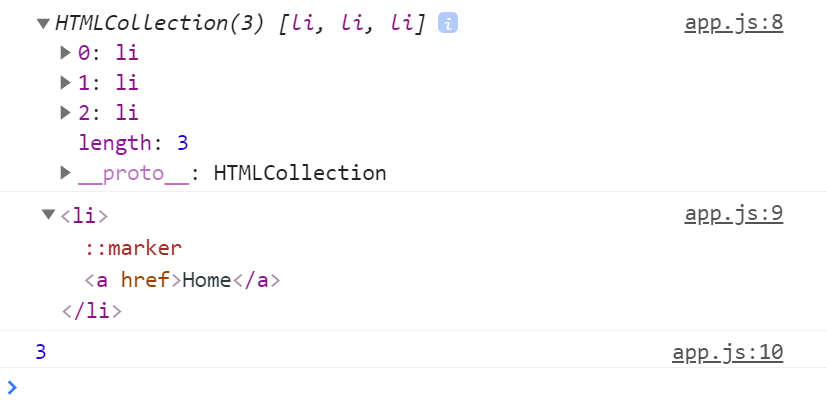 ▼HTMLCollection(3) [li, li, li] i app.js:8
▶0: li
▶1: li
▶2: li
length: 3
▶__proto__: HTMLCollection
▼<li> app.js:9
::marker
<a href>Home</a>
</li>
3 app.js:10
>